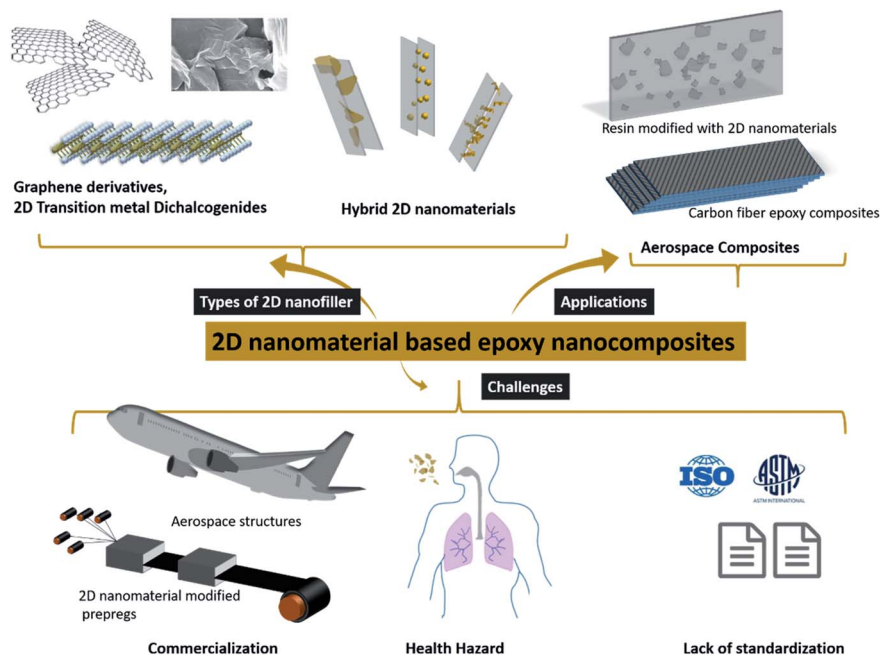 Graphene derivatives,
2D Transition metal Dichalcogenides
Hybrid 2D nanomaterials
Resin modified with 2D nanomaterials
Carbon fiber epoxy composites
Aerospace Composites
Types of 2D nanofiller
Applications
2D nanomaterial based epoxy nanocomposites
Challenges
Aerospace structures
2D nanomaterial modified
prepregs
Commercialization
Health Hazard
ISO
ASTM
ASTM INTERNATIONAL
Lack of standardization